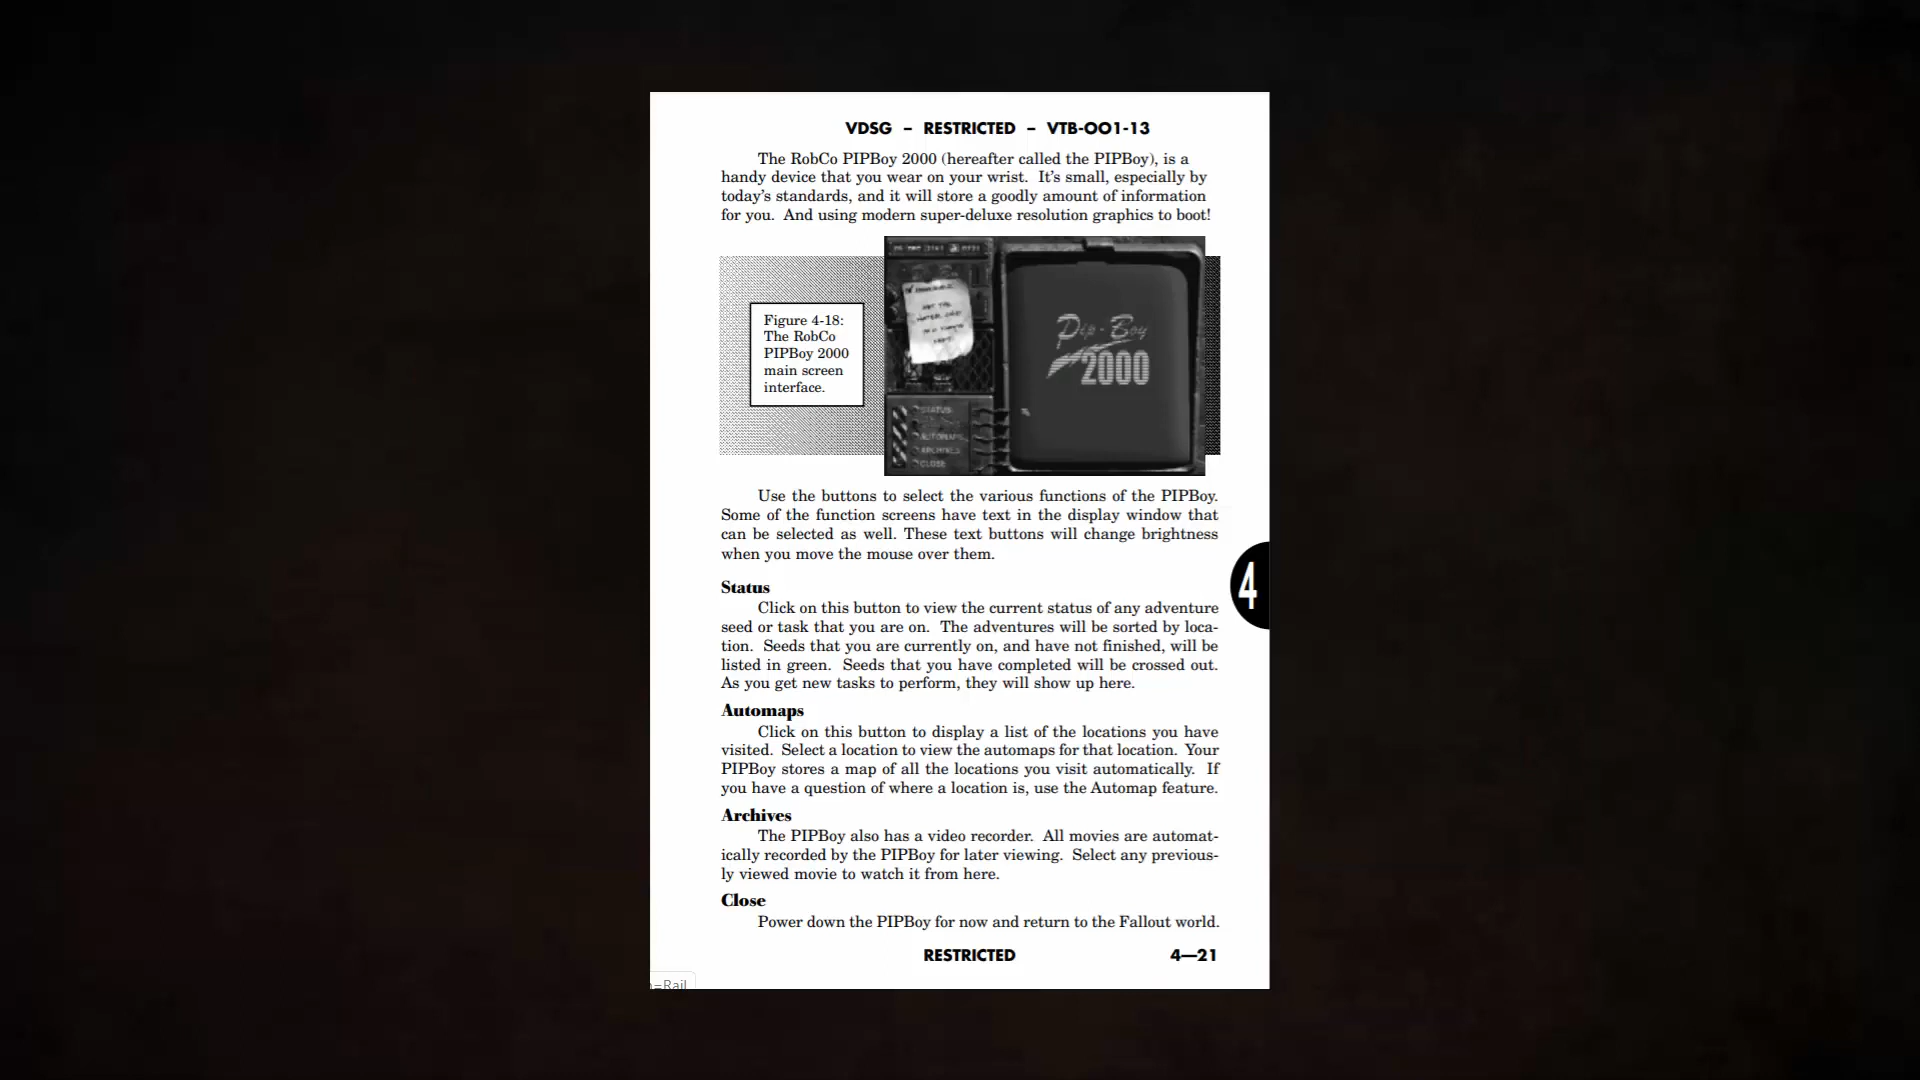 VDSG – RESTRICTED – VTB-OO1-13
The RobCo PIPBoy 2000 (hereafter called the PIPBoy), is a
handy device that you wear on your wrist. It's small, especially by
today's standards, and it will store a goodly amount of information
for you. And using modern super-deluxe resolution graphics to boot!
Figure 4-18:
The RobCo
PIPBoy 2000
main screen
interface.
Pip-Boy
2000
STATUS
AUTOMAPS
ARCHIVES
CLOSE
Use the buttons to select the various functions of the PIPBoy.
Some of the function screens have text in the display window that
can be selected as well. These text buttons will change brightness
when you move the mouse over them.
Status
Click on this button to view the current status of any adventure
seed or task that you are on. The adventures will be sorted by loca-
tion. Seeds that you are currently on, and have not finished, will be
listed in green. Seeds that you have completed will be crossed out.
As you get new tasks to perform, they will show up here.
4
Automaps
Click on this button to display a list of the locations you have
visited. Select a location to view the automaps for that location. Your
PIPBoy stores a map of all the locations you visit automatically. If
you have a question of where a location is, use the Automap feature.
Archives
The PIPBoy also has a video recorder. All movies are automat-
ically recorded by the PIPBoy for later viewing. Select any previous-
ly viewed movie to watch it from here.
Close
Power down the PIPBoy for now and return to the Fallout world.
RESTRICTED 4—21
=Rail